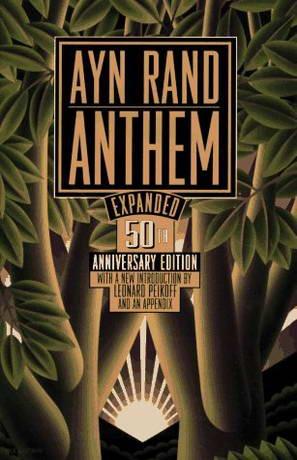 AYN RAND
ANTHEM
EXPANDED
50TH
ANNIVERSARY EDITION
WITH A NEW INTRODUCTION BY
LEONARD PEIKOFF
AND AN APPENDIX